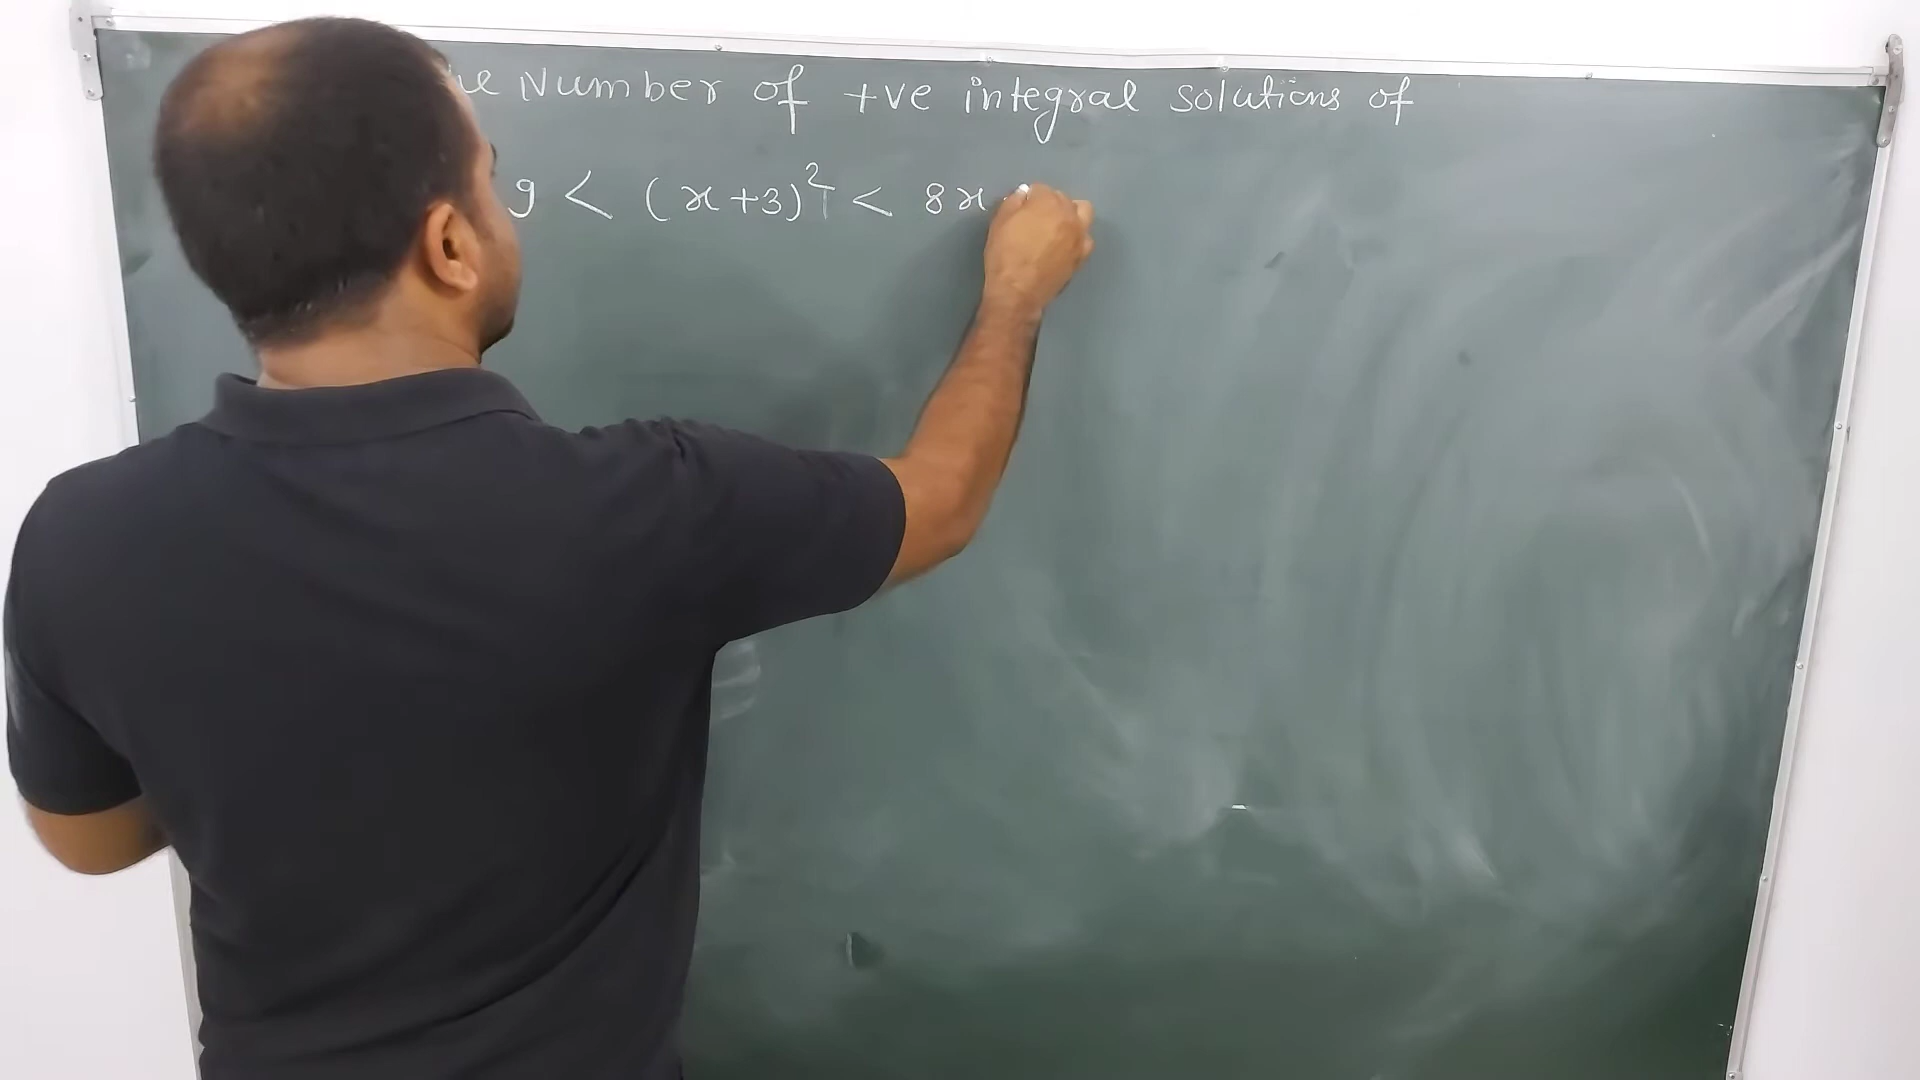 Number of +ve integral solutions of
9 < (x+3)² < 8x